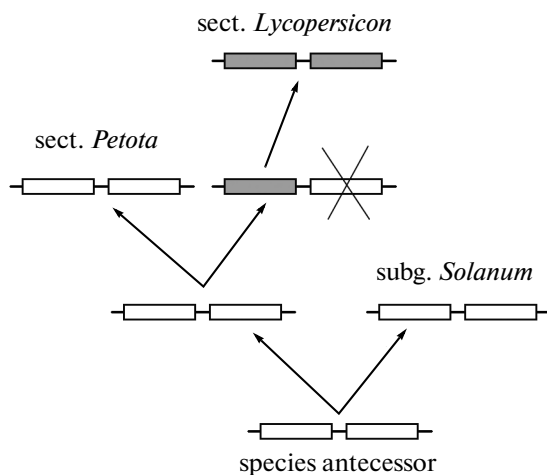 sect. Lycopersicon
sect. Petota
subg. Solanum
species antecessor